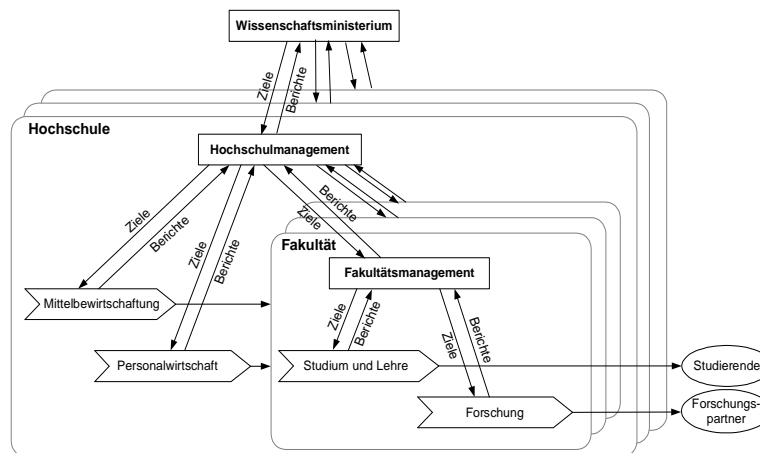 Wissenschaftsministerium
Ziele
Berichte
Hochschule
Hochschulmanagement
Ziele
Berichte
Ziele
Berichte
Ziele
Berichte
Fakultät
Fakultätsmanagement
Mittelbewirtschaftung
Ziele
Berichte
Ziele
Berichte
Personalwirtschaft
Studium und Lehre
Studierende
Forschung
Forschungs-
partner